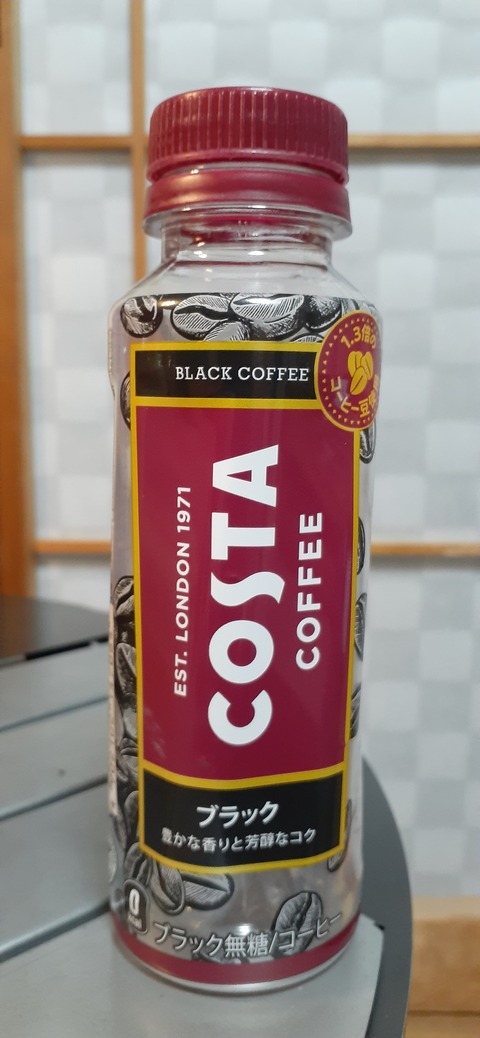 BLACK COFFEE
1.3倍の
コーヒー豆
EST. LONDON 1971
COSTA
COFFEE
ブラック
豊かな香りと芳醇なコク
0
ブラック無糖/コーヒー